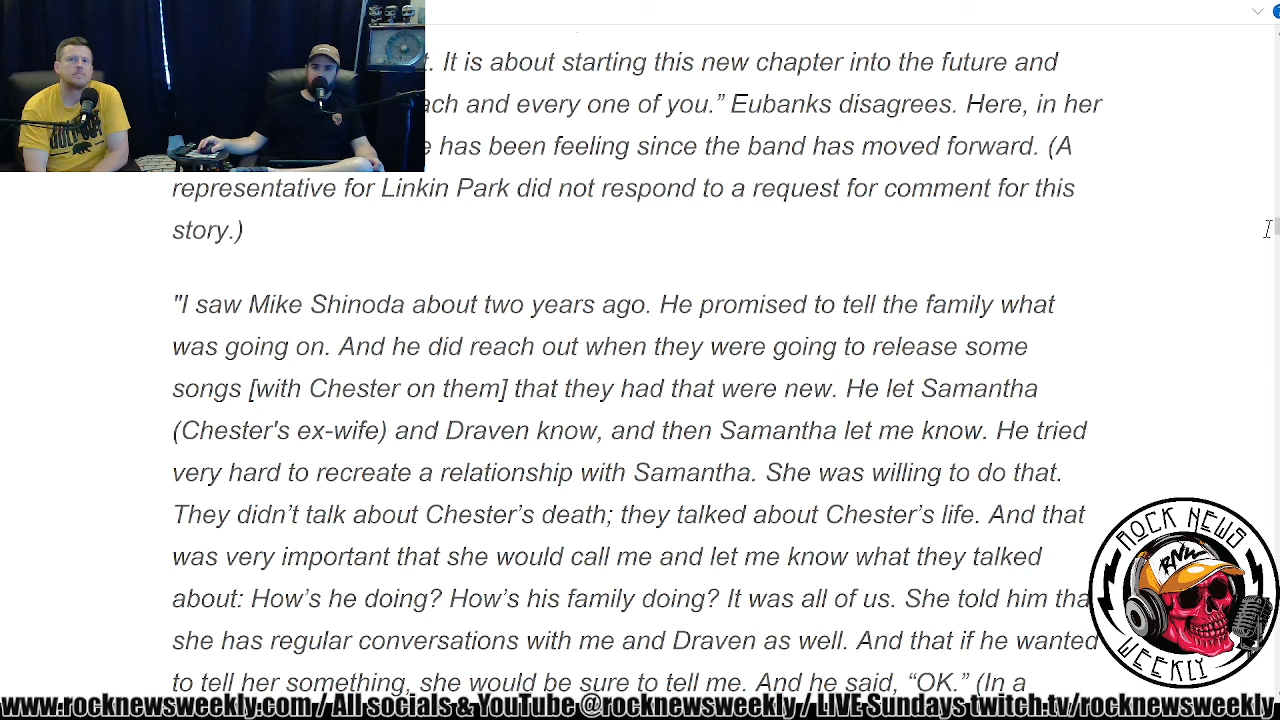 t. It is about starting this new chapter into the future and
ach and every one of you.” Eubanks disagrees. Here, in her
e has been feeling since the band has moved forward. (A
representative for Linkin Park did not respond to a request for comment for this
story.)
"I saw Mike Shinoda about two years ago. He promised to tell the family what
was going on. And he did reach out when they were going to release some
songs [with Chester on them] that they had that were new. He let Samantha
(Chester's ex-wife) and Draven know, and then Samantha let me know. He tried
very hard to recreate a relationship with Samantha. She was willing to do that.
They didn’t talk about Chester’s death; they talked about Chester’s life. And that
was very important that she would call me and let me know what they talked
about: How’s he doing? How’s his family doing? It was all of us. She told him tha
she has regular conversations with me and Draven as well. And that if he wanted
to tell her something, she would be sure to tell me. And he said, “OK.” (In a
ROCK NEWS
RNW
WEEKLY
www.rocknewsweekly.com / All socials & YouTube @rocknewsweekly / LIVE Sundays twitch.tv/rocknewsweekly